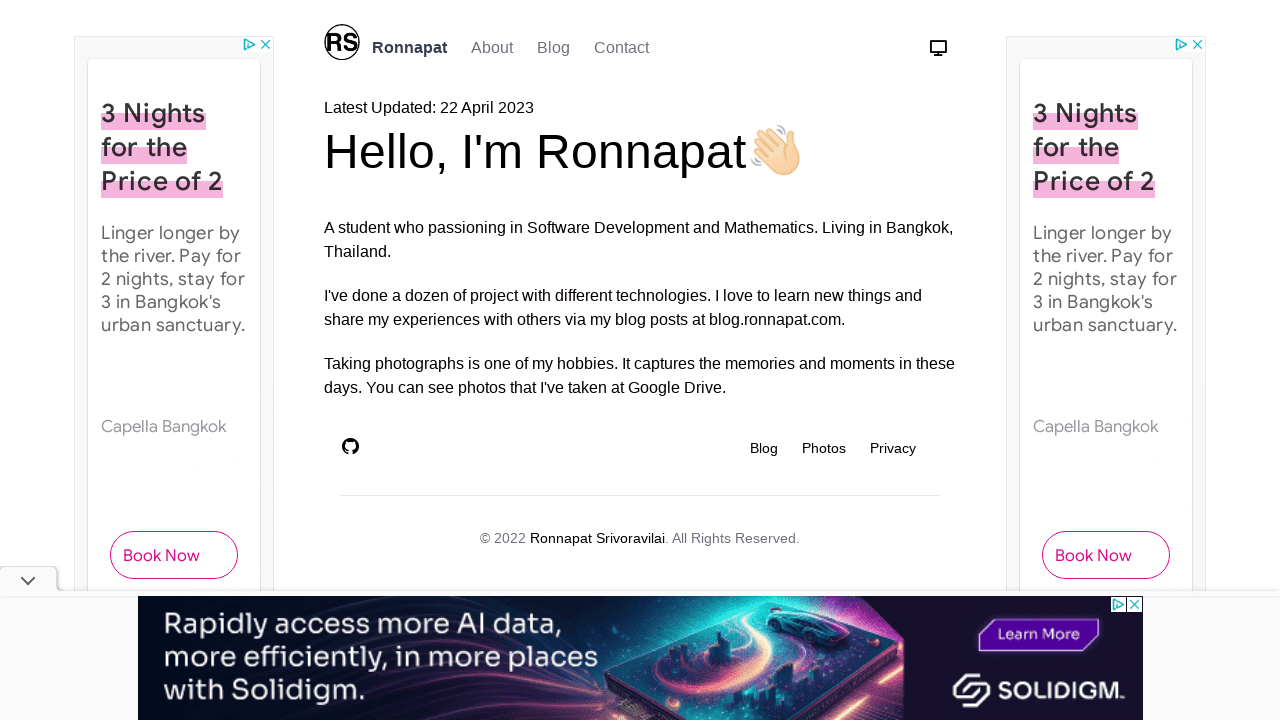 RS
Ronnapat About Blog Contact
Latest Updated: 22 April 2023
Hello, I'm Ronnapat
A student who passioning in Software Development and Mathematics. Living in Bangkok,
Thailand.
I've done a dozen of project with different technologies. I love to learn new things and
share my experiences with others via my blog posts at blog.ronnapat.com.
Taking photographs is one of my hobbies. It captures the memories and moments in these
days. You can see photos that I've taken at Google Drive.
Blog Photos Privacy
© 2022 Ronnapat Srivoravilai. All Rights Reserved.
3 Nights
for the
Price of 2
Linger longer by
the river. Pay for
2 nights, stay for
3 in Bangkok's
urban sanctuary.
Capella Bangkok
Book Now
3 Nights
for the
Price of 2
Linger longer by
the river. Pay for
2 nights, stay for
3 in Bangkok's
urban sanctuary.
Capella Bangkok
Book Now
Rapidly access more AI data,
more efficiently, in more places
with Solidigm.
Learn More
SOLIDIGM